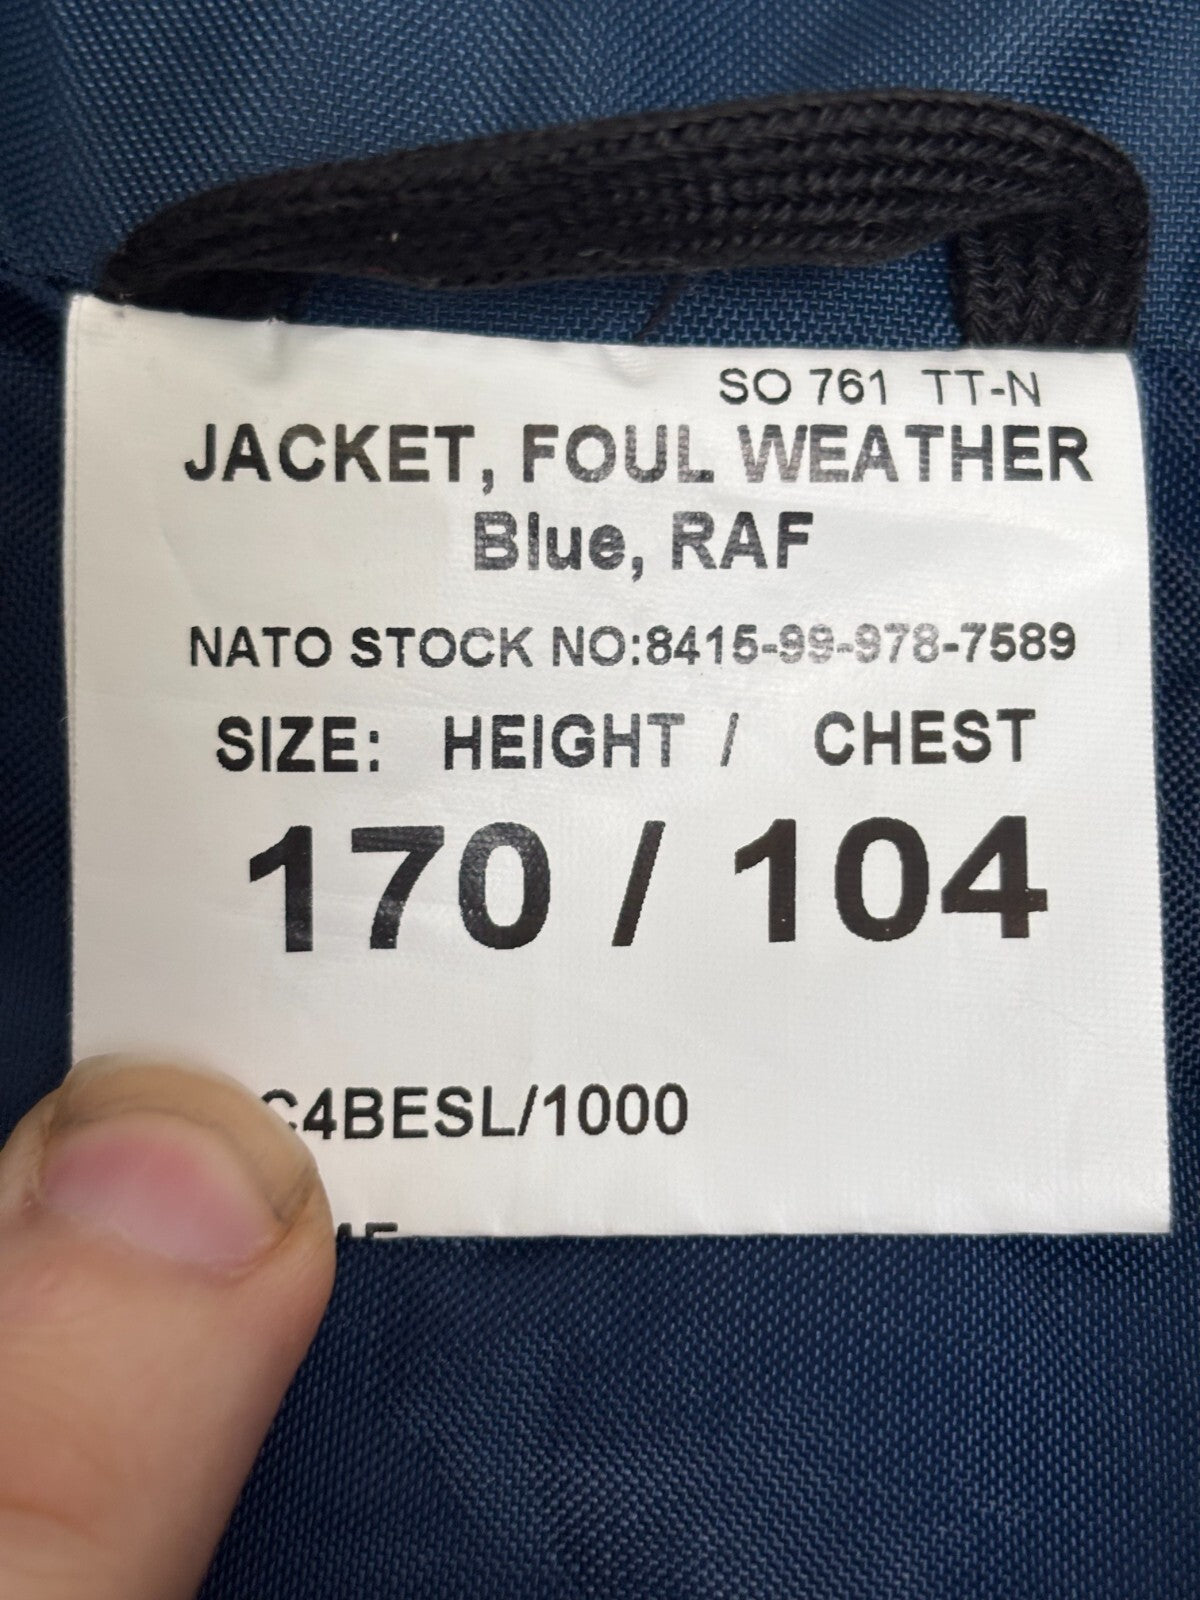 SO 761 TT-N
JACKET, FOUL WEATHER
Blue, RAF
NATO STOCK NO:8415-99-978-7589
SIZE: HEIGHT / CHEST
170 / 104
C4BESL/1000